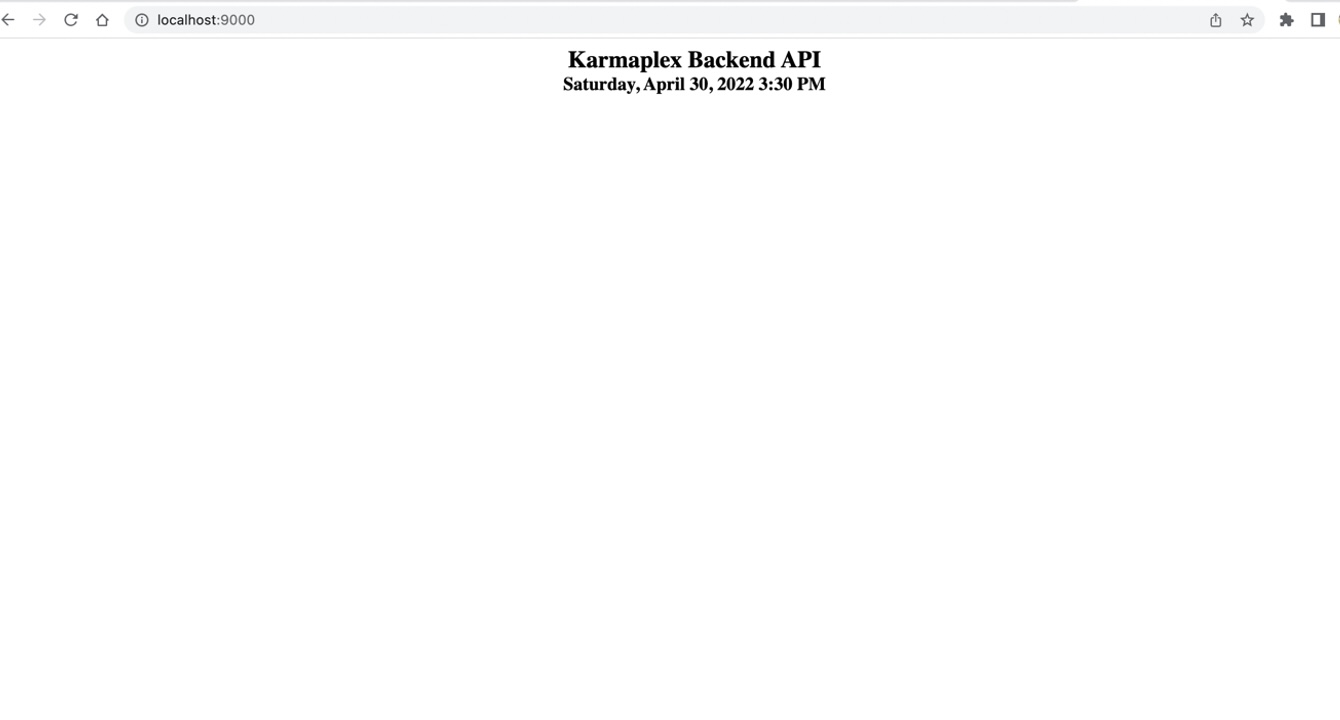 localhost:9000
Karmaplex Backend API
Saturday, April 30, 2022 3:30 PM